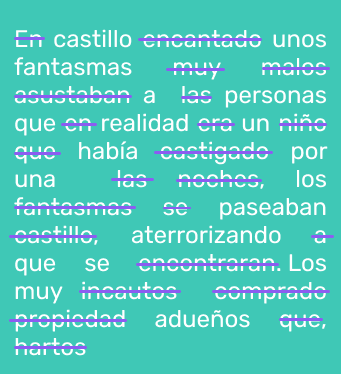 En castillo encantado unos
fantasmas muy malos
asustaban a las personas
que en realidad era un niño
que había castigado por
una las noches, los
fantasmas se paseaban
castillo, aterrorizando a
que se encontraran. Los
muy incautos comprado
propiedad adueños que,
hartos